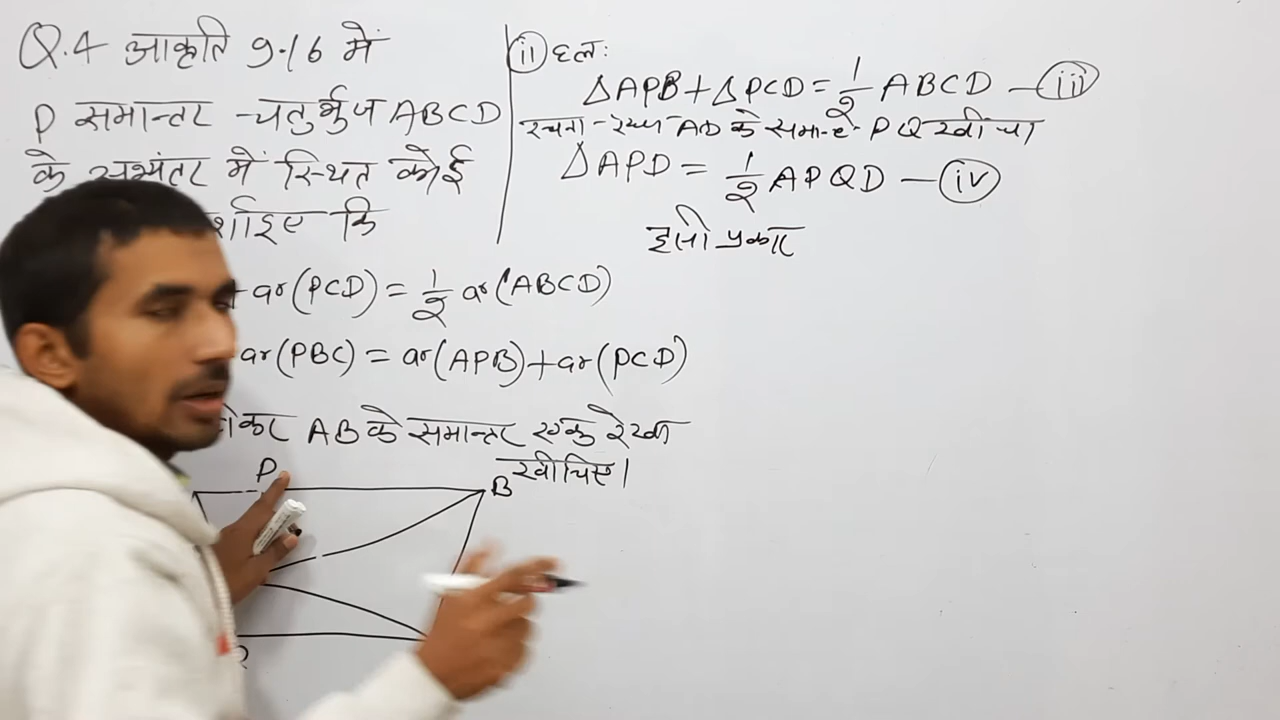 Q.4 आकृति 9.16 में
P समान्तर -चतुर्भुज ABCD
के अभ्यंतर में स्थित कोई
र्शाइए कि
+ ar(PCD) = 1/2 ar(ABCD)
ar(PBC) = ar(APB) + ar(PCD)
होकर AB के समान्तर एक रेखा
खीचिए।
P
B
(ii) हल:
△APB + △PCD = 1/2 ABCD — (iii)
रचना - रेखा AD के समा-त- PQ खीचा
△APD = 1/2 APQD — (iv)
इसी प्रकार